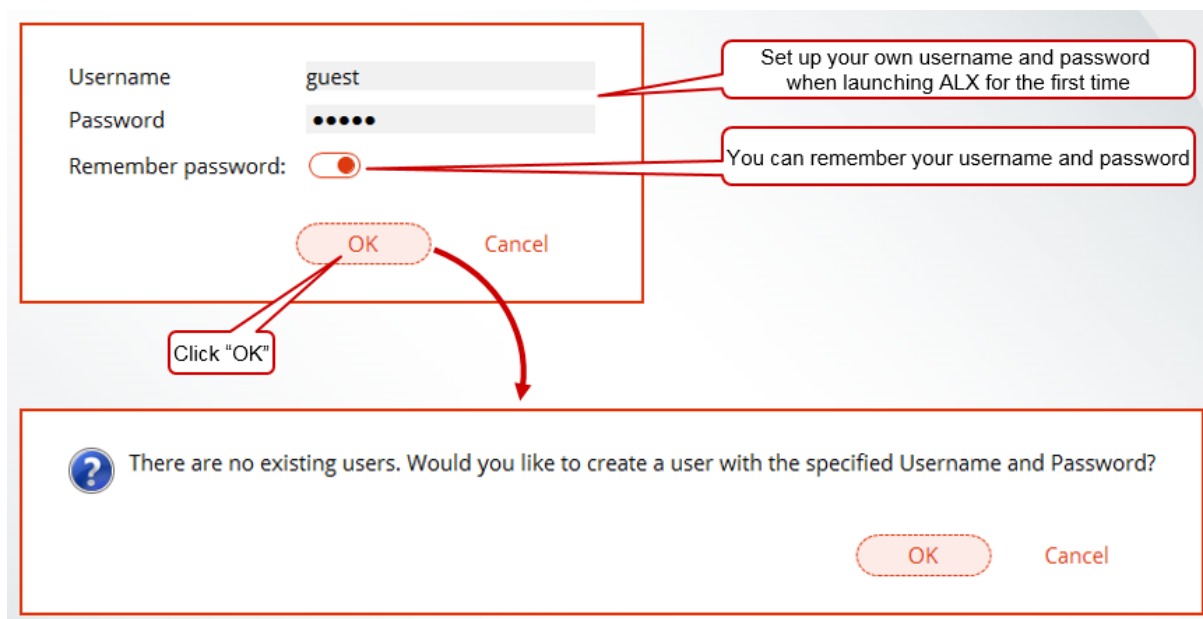 Username
guest
Set up your own username and password
when launching ALX for the first time
Password
●●●●●
Remember password:
You can remember your username and password
OK
Cancel
Click “OK”
There are no existing users. Would you like to create a user with the specified Username and Password?
OK
Cancel